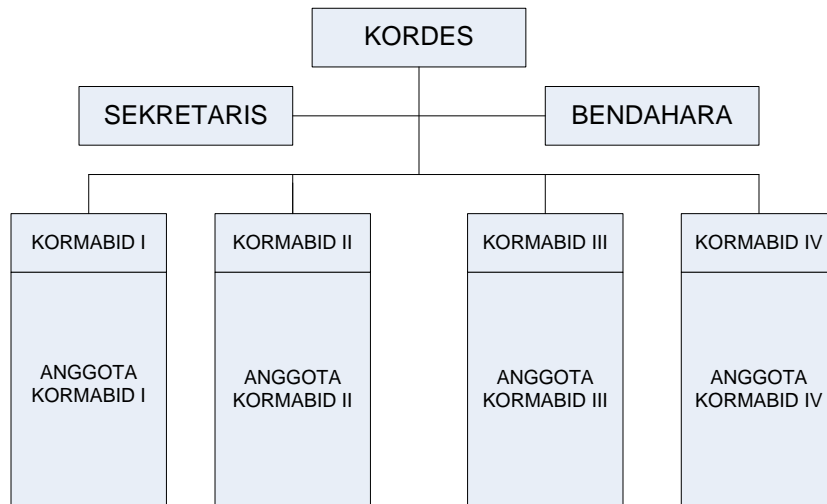 KORDES
SEKRETARIS
BENDAHARA
KORMABID I
KORMABID II
KORMABID III
KORMABID IV
ANGGOTA
KORMABID I
ANGGOTA
KORMABID II
ANGGOTA
KORMABID III
ANGGOTA
KORMABID IV